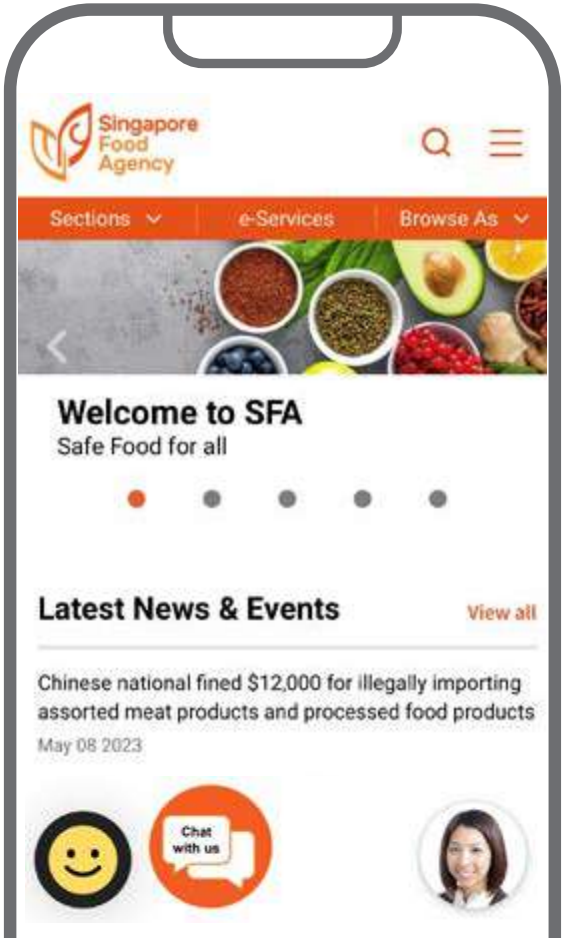 Singapore
Food
Agency
Sections
e-Services
Browse As
Welcome to SFA
Safe Food for all
Latest News & Events
View all
Chinese national fined $12,000 for illegally importing
assorted meat products and processed food products
May 08 2023
Chat
with us